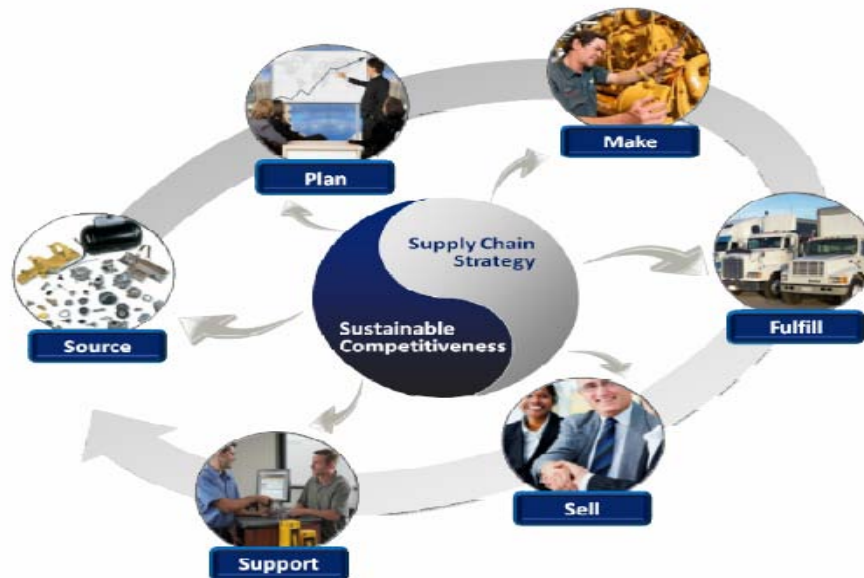 Plan
Make
Supply Chain
Strategy
Fulfill
Sustainable
Competitiveness
Source
Sell
Support